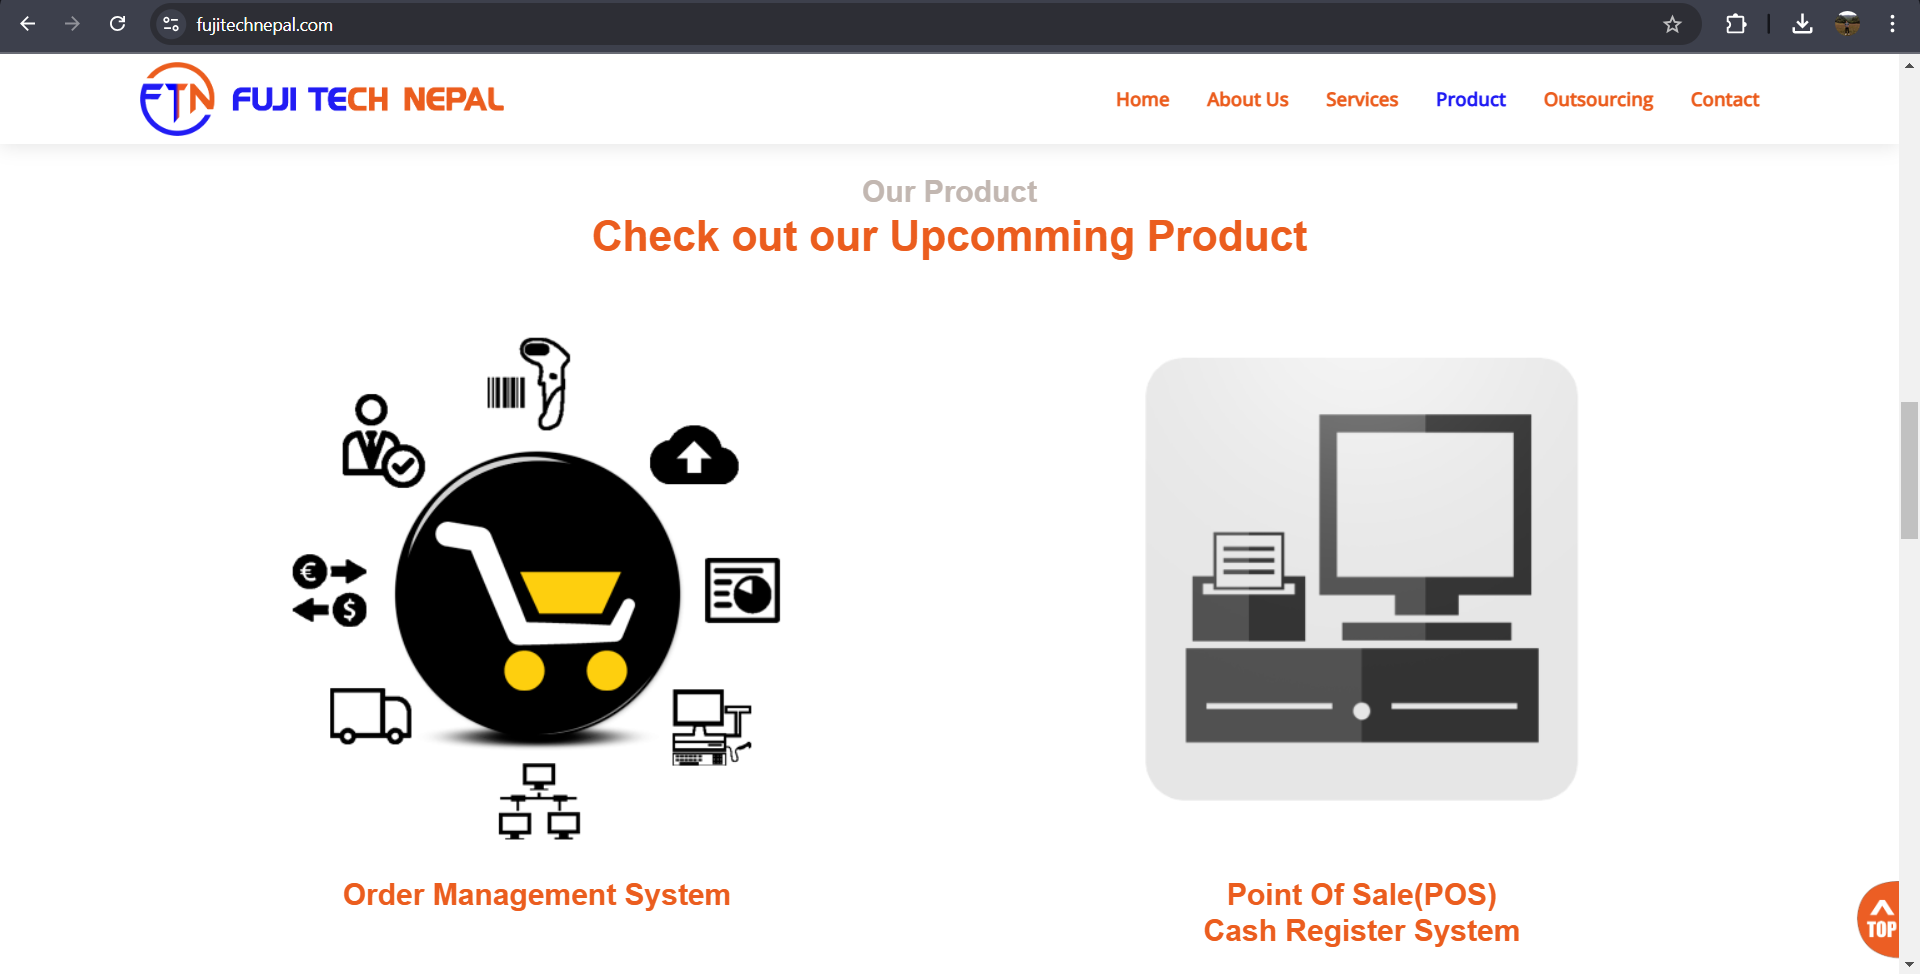 fujitechnepal.com
FTN FUJI TECH NEPAL
Home About Us Services Product Outsourcing Contact
Our Product
Check out our Upcomming Product
€
$
Order Management System
Point Of Sale(POS)
Cash Register System
TOP